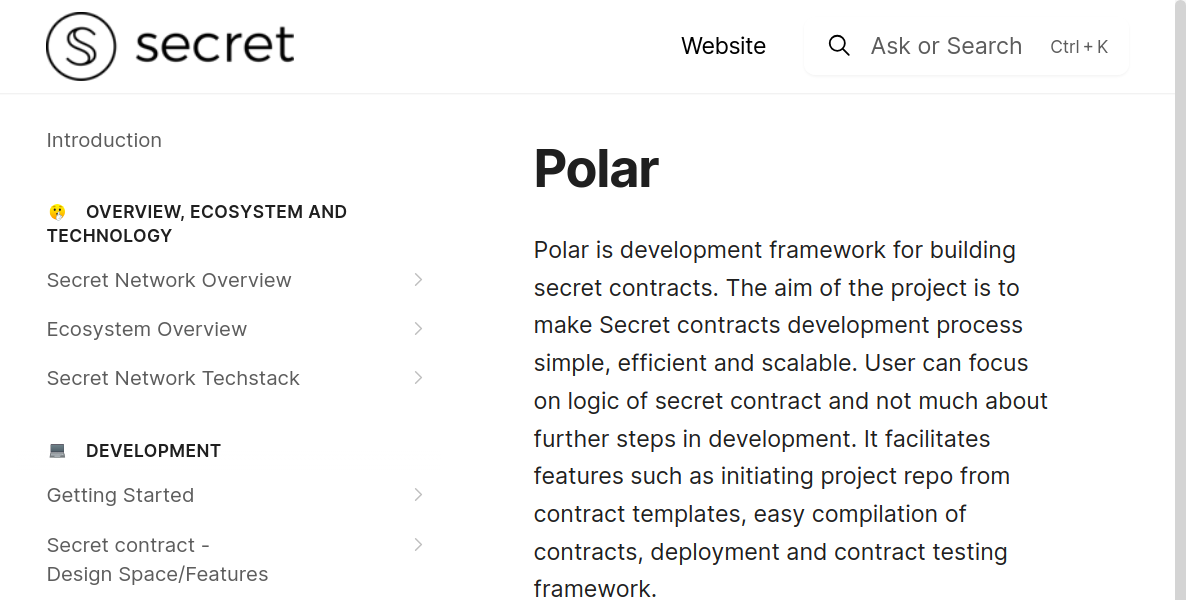 secret
Website
Ask or Search
Ctrl + K
Introduction
OVERVIEW, ECOSYSTEM AND
TECHNOLOGY
Secret Network Overview
Ecosystem Overview
Secret Network Techstack
DEVELOPMENT
Getting Started
Secret contract -
Design Space/Features
Polar
Polar is development framework for building
secret contracts. The aim of the project is to
make Secret contracts development process
simple, efficient and scalable. User can focus
on logic of secret contract and not much about
further steps in development. It facilitates
features such as initiating project repo from
contract templates, easy compilation of
contracts, deployment and contract testing
framework.